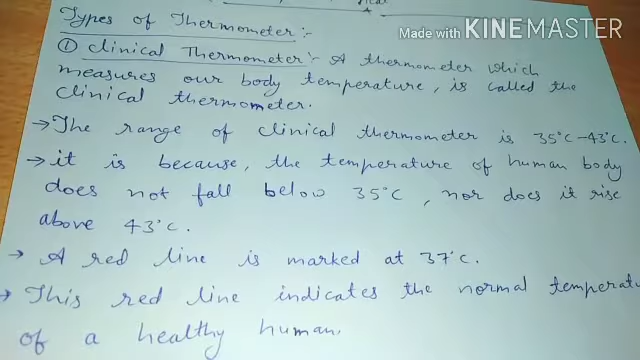 Types of Thermometer :-
Made with KINEMASTER
① Clinical Thermometer :- A thermometer which
measures our body temperature, is called the
clinical thermometer.
→ The range of clinical thermometer is 35°C - 43°C.
→ it is because, the temperature of human body
does not fall below 35°C, nor does it rise
above 43°C.
→ A red line is marked at 37°C.
→ This red line indicates the normal temperatu
of a healthy human.